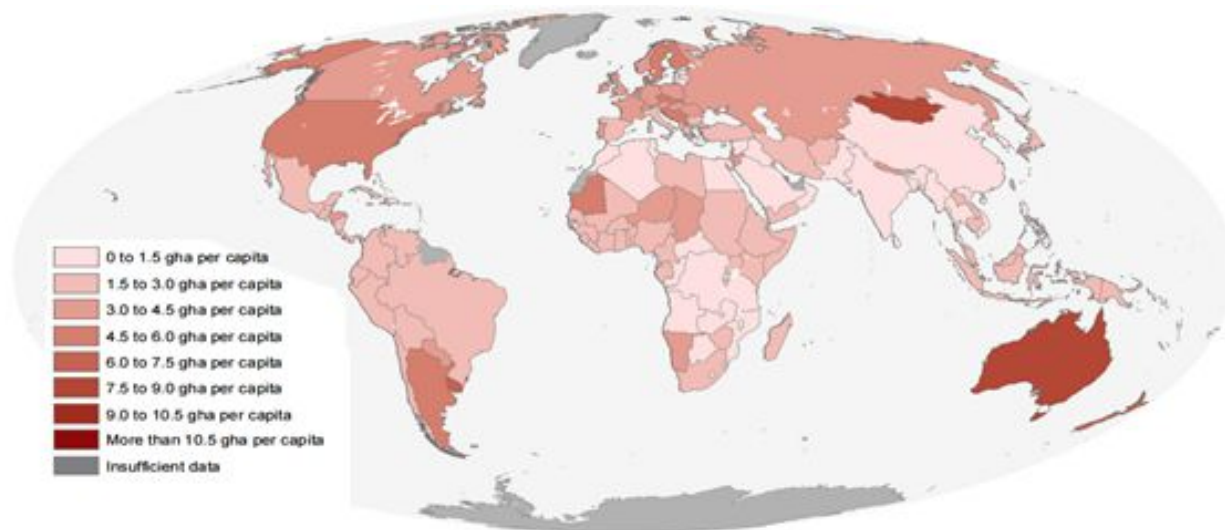 0 to 1.5 gha per capita
1.5 to 3.0 gha per capita
3.0 to 4.5 gha per capita
4.5 to 6.0 gha per capita
6.0 to 7.5 gha per capita
7.5 to 9.0 gha per capita
9.0 to 10.5 gha per capita
More than 10.5 gha per capita
Insufficient data